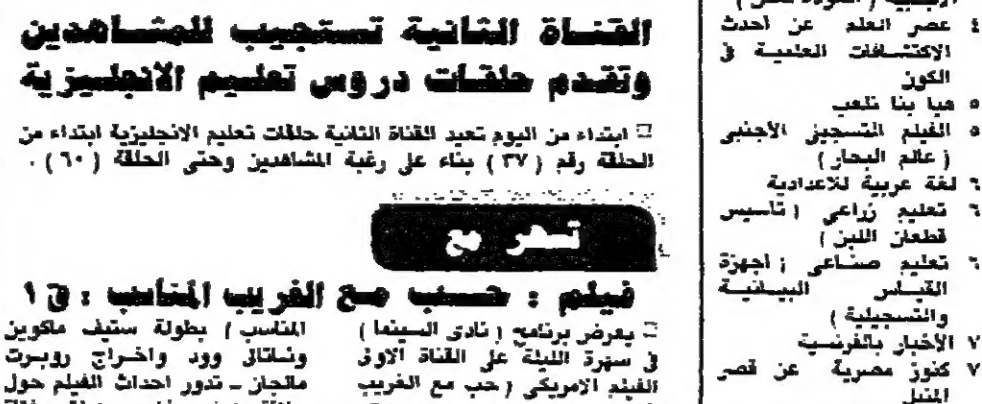 القناة الثانية تستجيب للمشاهدين
وتقدم حلقات دروس تعليم الانجليزية
ابتداء من اليوم تعيد القناة الثانية حلقات تعليم الانجليزية ابتداء من
الحلقة رقم ( ٣٧ ) بناء على رغبة المشاهدين وحتى الحلقة ( ٦٠ ) .
تسهر مع
فيلم : حب مع الغريب المناسب : ق ١
يعرض برنامج ( نادى السينما )
فى سهرة الليلة على القناة الاولى
الفيلم الامريكى ( حب مع الغريب
المناسب ) بطولة ستيف ماكوين
وناتالى وود واخراج روبرت
مالجان ـ تدور احداث الفيلم حول
٤ عصر العلم عن أحدث
الاكتشافات العلمية فى
الكون
٥ هيا بنا نلعب
٥ الفيلم التسجيلى الأجنبى
( عالم البحار )
٦ لغة عربية للاعدادية
٦ تعليم زراعى ( تأسيس
قطعان اللبن )
٦ تعليم صناعى ( أجهزة
القياس البيانية
والتسجيلية )
٧ الأخبار بالفرنسية
٧ كنوز مصرية عن قصر
المنيل